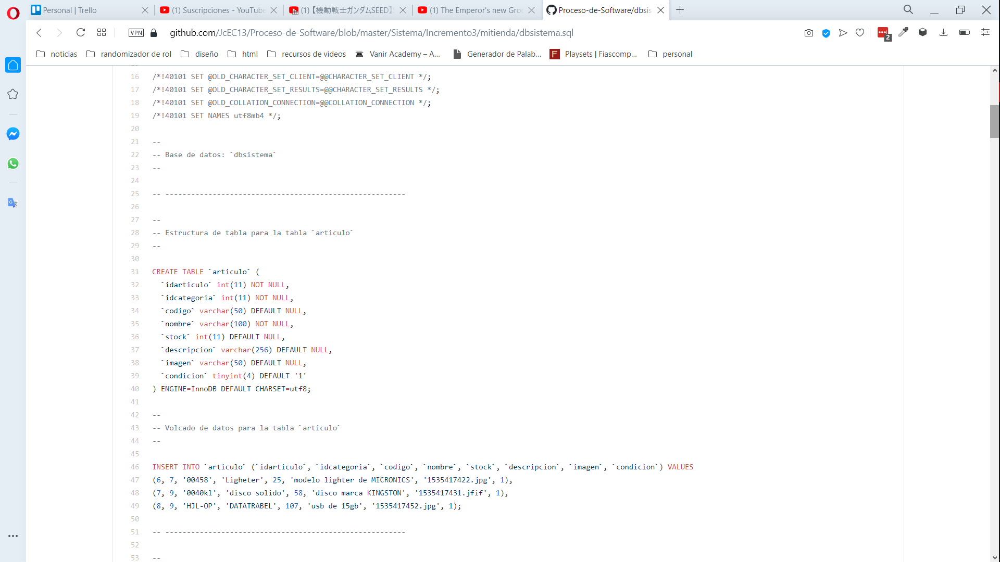 Personal | Trello
(1) Suscripciones - YouTube
(1)【機動戦士ガンダムSEED】
(1) The Emperor's new Groo
Proceso-de-Software/dbsis
VPN
github.com/JcEC13/Proceso-de-Software/blob/master/Sistema/Incremento3/mitienda/dbsistema.sql
2
noticias
randomizador de rol
diseño
html
recursos de videos
Vanir Academy – A...
Generador de Palab...
F
Playsets | Fiascomp...
personal
16 /*!40101 SET @OLD_CHARACTER_SET_CLIENT=@@CHARACTER_SET_CLIENT */;
17 /*!40101 SET @OLD_CHARACTER_SET_RESULTS=@@CHARACTER_SET_RESULTS */;
18 /*!40101 SET @OLD_COLLATION_CONNECTION=@@COLLATION_CONNECTION */;
19 /*!40101 SET NAMES utf8mb4 */;
20
21 --
22 -- Base de datos: `dbsistema`
23 --
24
25 -- --------------------------------------------------------
26
27 --
28 -- Estructura de tabla para la tabla `articulo`
29 --
30
31 CREATE TABLE `articulo` (
32 `idarticulo` int(11) NOT NULL,
33 `idcategoria` int(11) NOT NULL,
34 `codigo` varchar(50) DEFAULT NULL,
35 `nombre` varchar(100) NOT NULL,
36 `stock` int(11) DEFAULT NULL,
37 `descripcion` varchar(256) DEFAULT NULL,
38 `imagen` varchar(50) DEFAULT NULL,
39 `condicion` tinyint(4) DEFAULT '1'
40 ) ENGINE=InnoDB DEFAULT CHARSET=utf8;
41
42 --
43 -- Volcado de datos para la tabla `articulo`
44 --
45
46 INSERT INTO `articulo` (`idarticulo`, `idcategoria`, `codigo`, `nombre`, `stock`, `descripcion`, `imagen`, `condicion`) VALUES
47 (6, 7, '00458', 'Ligheter', 25, 'modelo lighter de MICRONICS', '1535417422.jpg', 1),
48 (7, 9, '0040kl', 'disco solido', 58, 'disco marca KINGSTON', '1535417431.jfif', 1),
49 (8, 9, 'HJL-OP', 'DATATRABEL', 107, 'usb de 15gb', '1535417452.jpg', 1);
50
51 -- --------------------------------------------------------
52
53 --